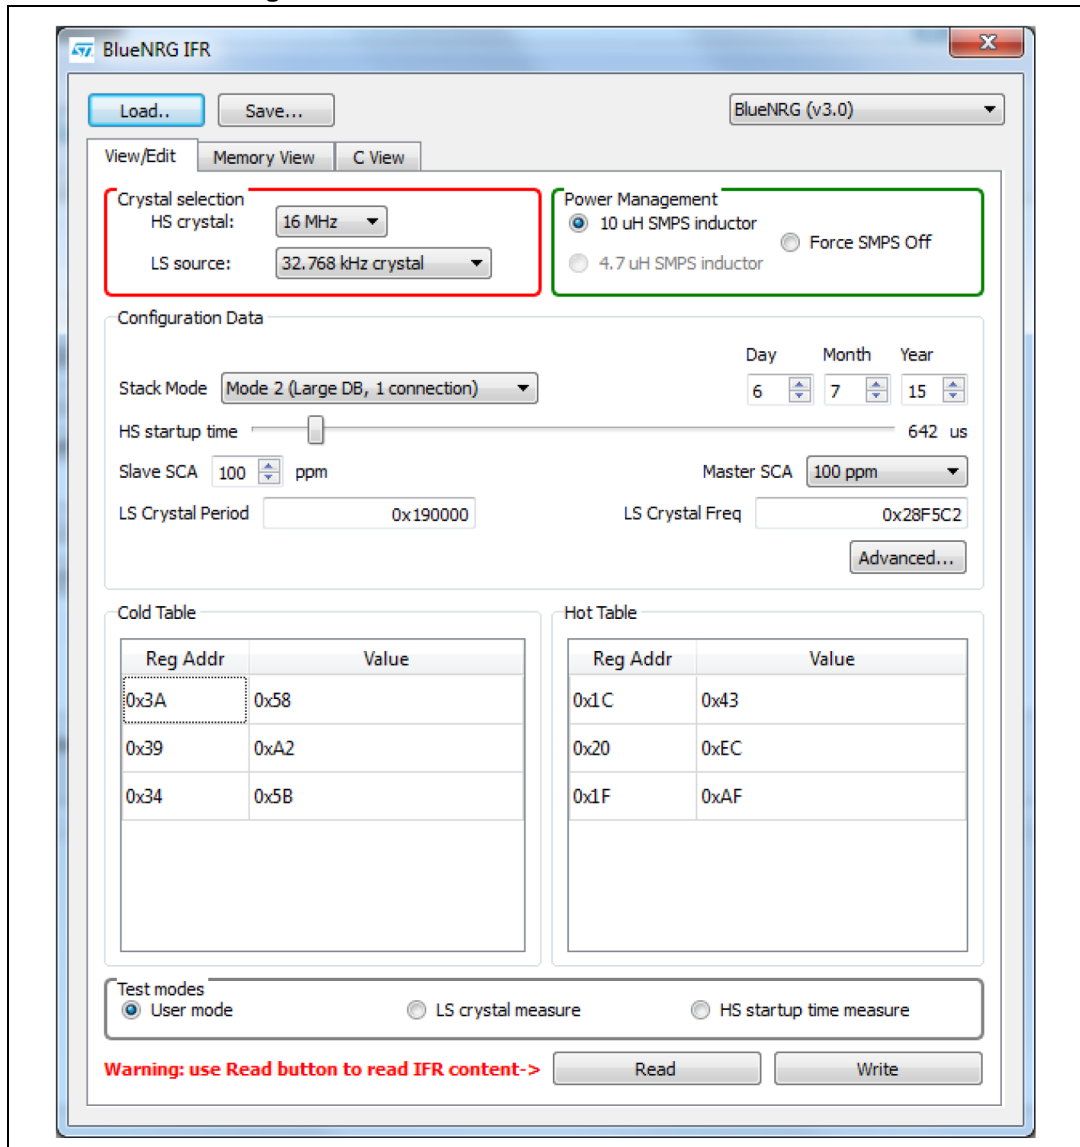 BlueNRG IFR
Load.. Save... BlueNRG (v3.0)
View/Edit Memory View C View
Crystal selection
HS crystal: 16 MHz
LS source: 32.768 kHz crystal
Power Management
10 uH SMPS inductor
Force SMPS Off
4.7 uH SMPS inductor
Configuration Data
Day Month Year
Stack Mode Mode 2 (Large DB, 1 connection) 6 7 15
HS startup time 642 us
Slave SCA 100 ppm Master SCA 100 ppm
LS Crystal Period 0x190000 LS Crystal Freq 0x28F5C2
Advanced...
Cold Table
Reg Addr Value
0x3A 0x58
0x39 0xA2
0x34 0x5B
Hot Table
Reg Addr Value
0x1C 0x43
0x20 0xEC
0x1F 0xAF
Test modes
User mode LS crystal measure HS startup time measure
Warning: use Read button to read IFR content-> Read Write